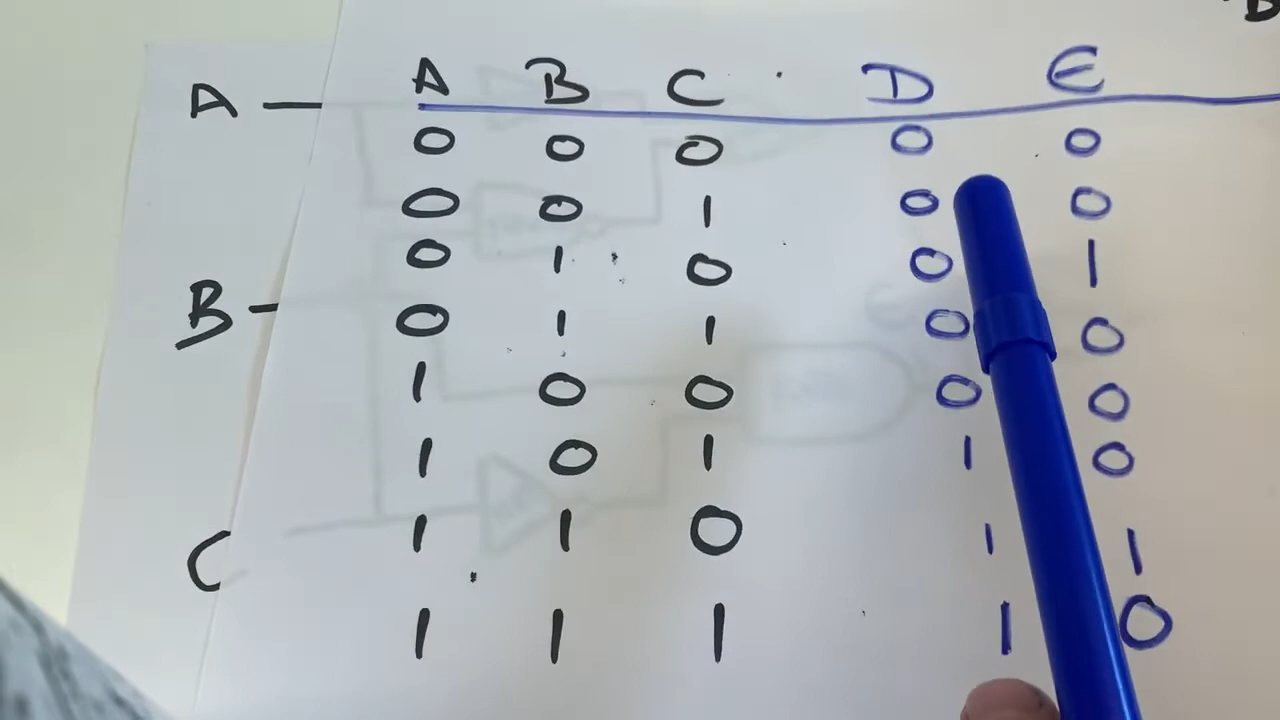 B
A A B C D E
0 0 0 0 0
0 0 1 0 0
0 1 0 0 1
B 0 1 1 0 0
1 0 0 0 0
1 0 1 1 0
C 1 1 0 1 1
1 1 1 1 0